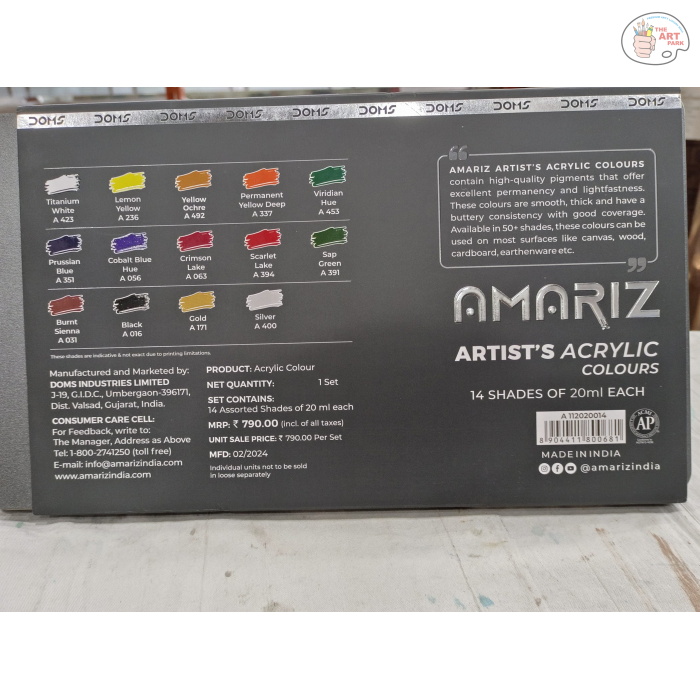 THE
ART
PARK
DOMS DOMS DOMS DOMS DOMS DOMS DOMS DOMS DOMS DOMS
Titanium
White
A 423
Lemon
Yellow
A 236
Yellow
Ochre
A 492
Permanent
Yellow Deep
A 337
Viridian
Hue
A 453
Prussian
Blue
A 351
Cobalt Blue
Hue
A 056
Crimson
Lake
A 063
Scarlet
Lake
A 394
Sap
Green
A 391
Burnt
Sienna
A 031
Black
A 016
Gold
A 171
Silver
A 400
These shades are indicative & not exact due to printing limitations.
Manufactured and Marketed by:
DOMS INDUSTRIES LIMITED
J-19, G.I.D.C., Umbergaon-396171,
Dist. Valsad, Gujarat, India.
CONSUMER CARE CELL:
For Feedback, write to:
The Manager, Address as Above
Tel: 1-800-2741250 (toll free)
E-mail: info@amarizindia.com
www.amarizindia.com
PRODUCT: Acrylic Colour
NET QUANTITY: 1 Set
SET CONTAINS:
14 Assorted Shades of 20 ml each
MRP: ₹ 790.00 (incl. of all taxes)
UNIT SALE PRICE: ₹ 790.00 Per Set
MFD: 02/2024
Individual units not to be sold
in loose separately
AMARIZ ARTIST'S ACRYLIC COLOURS
contain high-quality pigments that offer
excellent permanency and lightfastness.
These colours are smooth, thick and have a
buttery consistency with good coverage.
Available in 50+ shades, these colours can be
used on most surfaces like canvas, wood,
cardboard, earthenware etc.
AMARIZ
ARTIST'S ACRYLIC
COLOURS
14 SHADES OF 20ml EACH
A 112020014
8 904411 800681
ACMI
AP
MADE IN INDIA
@amarizindia